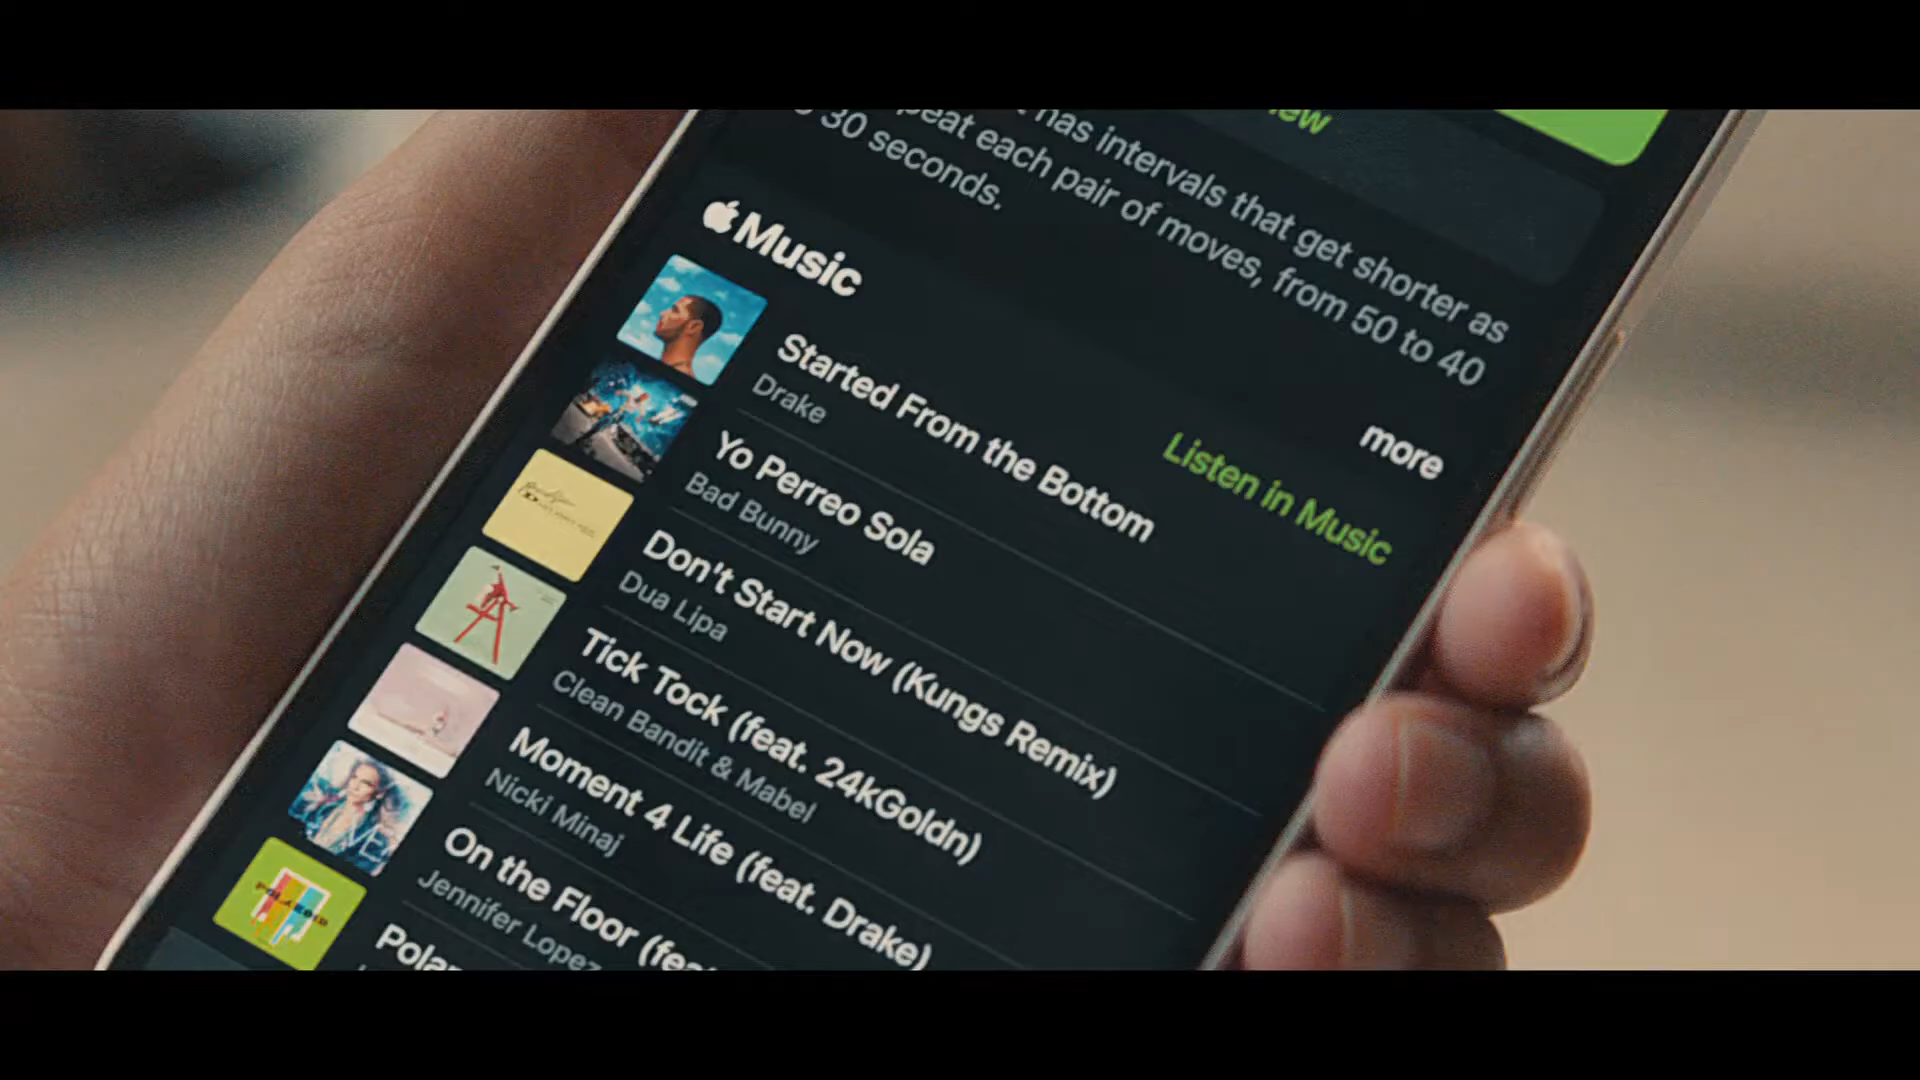 has intervals that get shorter as
each pair of moves, from 50 to 40
30 seconds.
more
Music
Listen in Music
Started From the Bottom
Drake
Yo Perreo Sola
Bad Bunny
Don't Start Now (Kungs Remix)
Dua Lipa
Tick Tock (feat. 24kGoldn)
Clean Bandit & Mabel
Moment 4 Life (feat. Drake)
Nicki Minaj
On the Floor
Jennifer Lopez